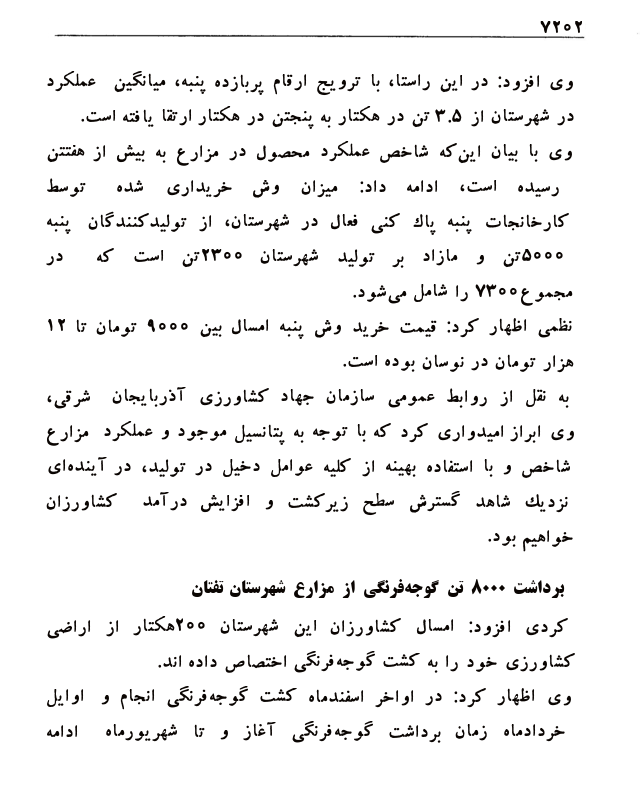 ۷۲۰۲
وی افزود: در این راستا، با ترویج ارقام پربازده پنبه، میانگین عملکرد
در شهرستان از ۳.۵ تن در هکتار به پنجتن در هکتار ارتقا یافته است.
وی با بیان این‌که شاخص عملکرد محصول در مزارع به بیش از هفتتن
رسیده است، ادامه داد: میزان وش خریداری شده توسط
کارخانجات پنبه پاك کنی فعال در شهرستان، از تولیدکنندگان پنبه
۵۰۰۰تن و مازاد بر تولید شهرستان ۲۳۰۰تن است که در
مجموع۷۳۰۰ را شامل می‌شود.
نظمی اظهار کرد: قیمت خرید وش پنبه امسال بین ۹۰۰۰ تومان تا ۱۲
هزار تومان در نوسان بوده است.
به نقل از روابط عمومی سازمان جهاد کشاورزی آذربایجان شرقی،
وی ابراز امیدواری کرد که با توجه به پتانسیل موجود و عملکرد مزارع
شاخص و با استفاده بهینه از کلیه عوامل دخیل در تولید، در آینده‌ای
نزدیك شاهد گسترش سطح زیرکشت و افزایش درآمد کشاورزان
خواهیم بود.
برداشت ۸۰۰۰ تن گوجه‌فرنگی از مزارع شهرستان تفتان
کردی افزود: امسال کشاورزان این شهرستان ۲۰۰هکتار از اراضی
کشاورزی خود را به کشت گوجه‌فرنگی اختصاص داده اند.
وی اظهار کرد: در اواخر اسفندماه کشت گوجه‌فرنگی انجام و اوایل
خردادماه زمان برداشت گوجه‌فرنگی آغاز و تا شهریورماه ادامه